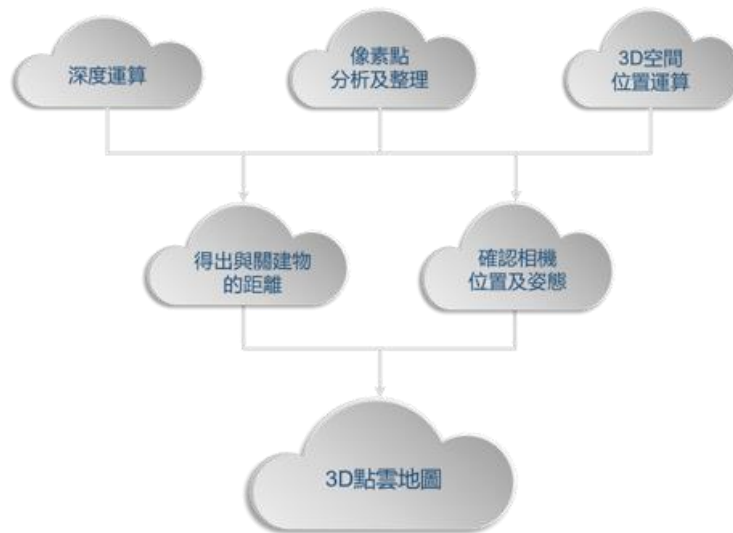 深度運算
像素點
分析及整理
3D空間
位置運算
得出與關建物
的距離
確認相機
位置及姿態
3D點雲地圖